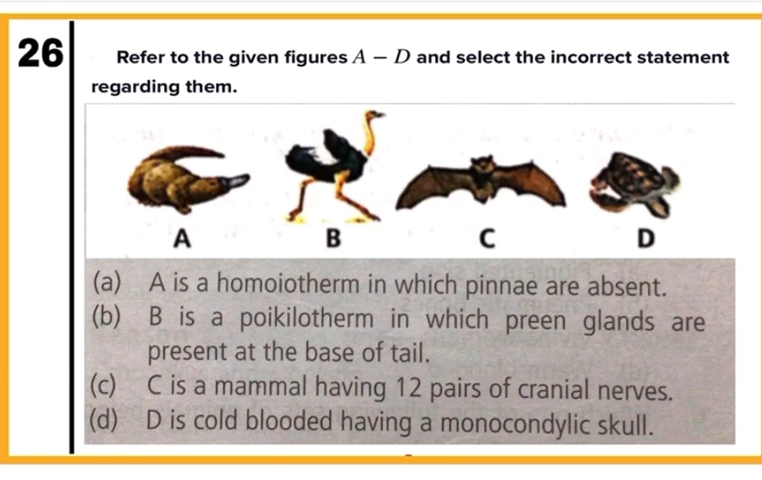 26
Refer to the given figures A – D and select the incorrect statement
regarding them.
A B C D
(a) A is a homoiotherm in which pinnae are absent.
(b) B is a poikilotherm in which preen glands are
present at the base of tail.
(c) C is a mammal having 12 pairs of cranial nerves.
(d) D is cold blooded having a monocondylic skull.